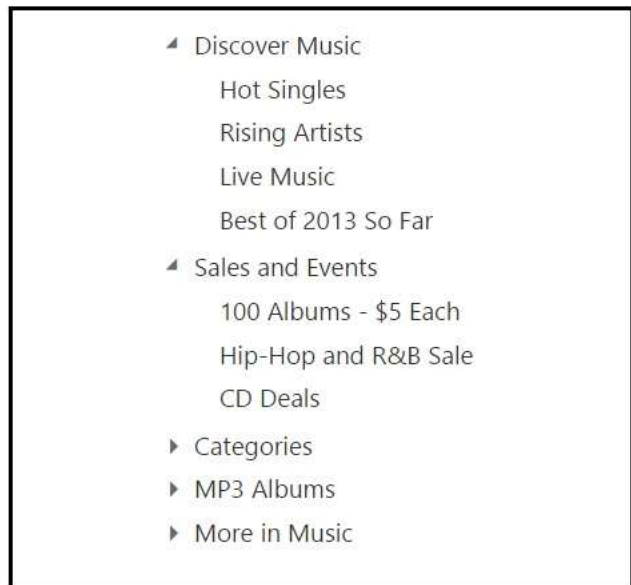 Discover Music
Hot Singles
Rising Artists
Live Music
Best of 2013 So Far
Sales and Events
100 Albums - $5 Each
Hip-Hop and R&B Sale
CD Deals
Categories
MP3 Albums
More in Music